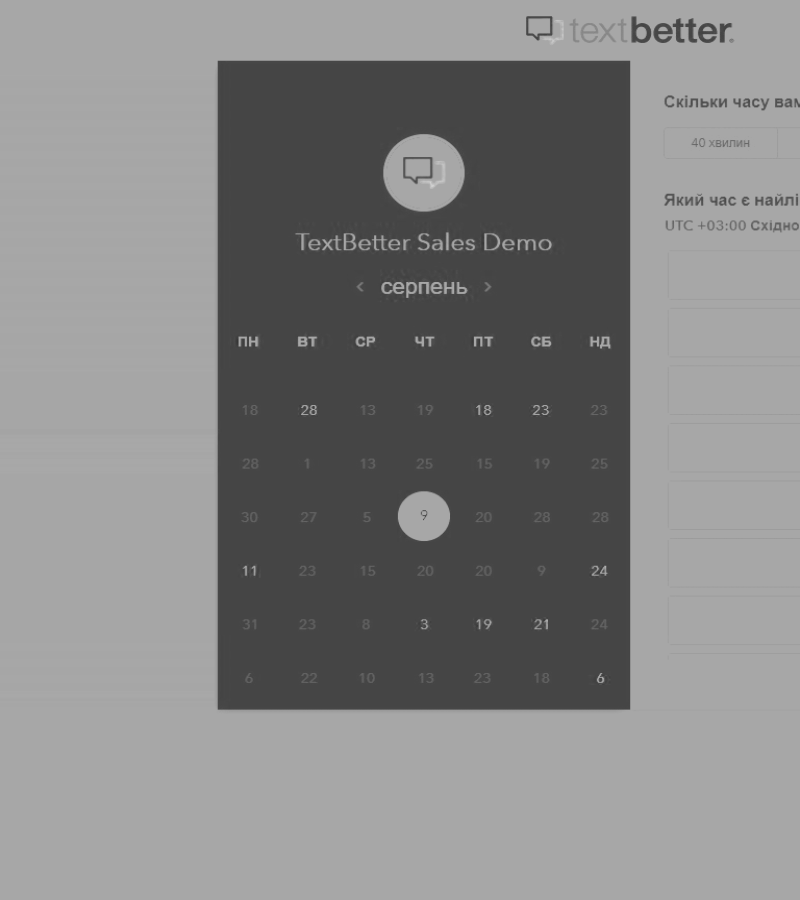 textbetter.
TextBetter Sales Demo
< серпень >
ПН ВТ СР ЧТ ПТ СБ НД
18 28 13 19 18 23 23
28 1 13 25 15 19 25
30 27 5 9 20 28 28
11 23 15 20 20 9 24
31 23 8 3 19 21 24
6 22 10 13 23 18 6
Скільки часу вам
40 хвилин
Який час є найлі
UTC +03:00 Східно